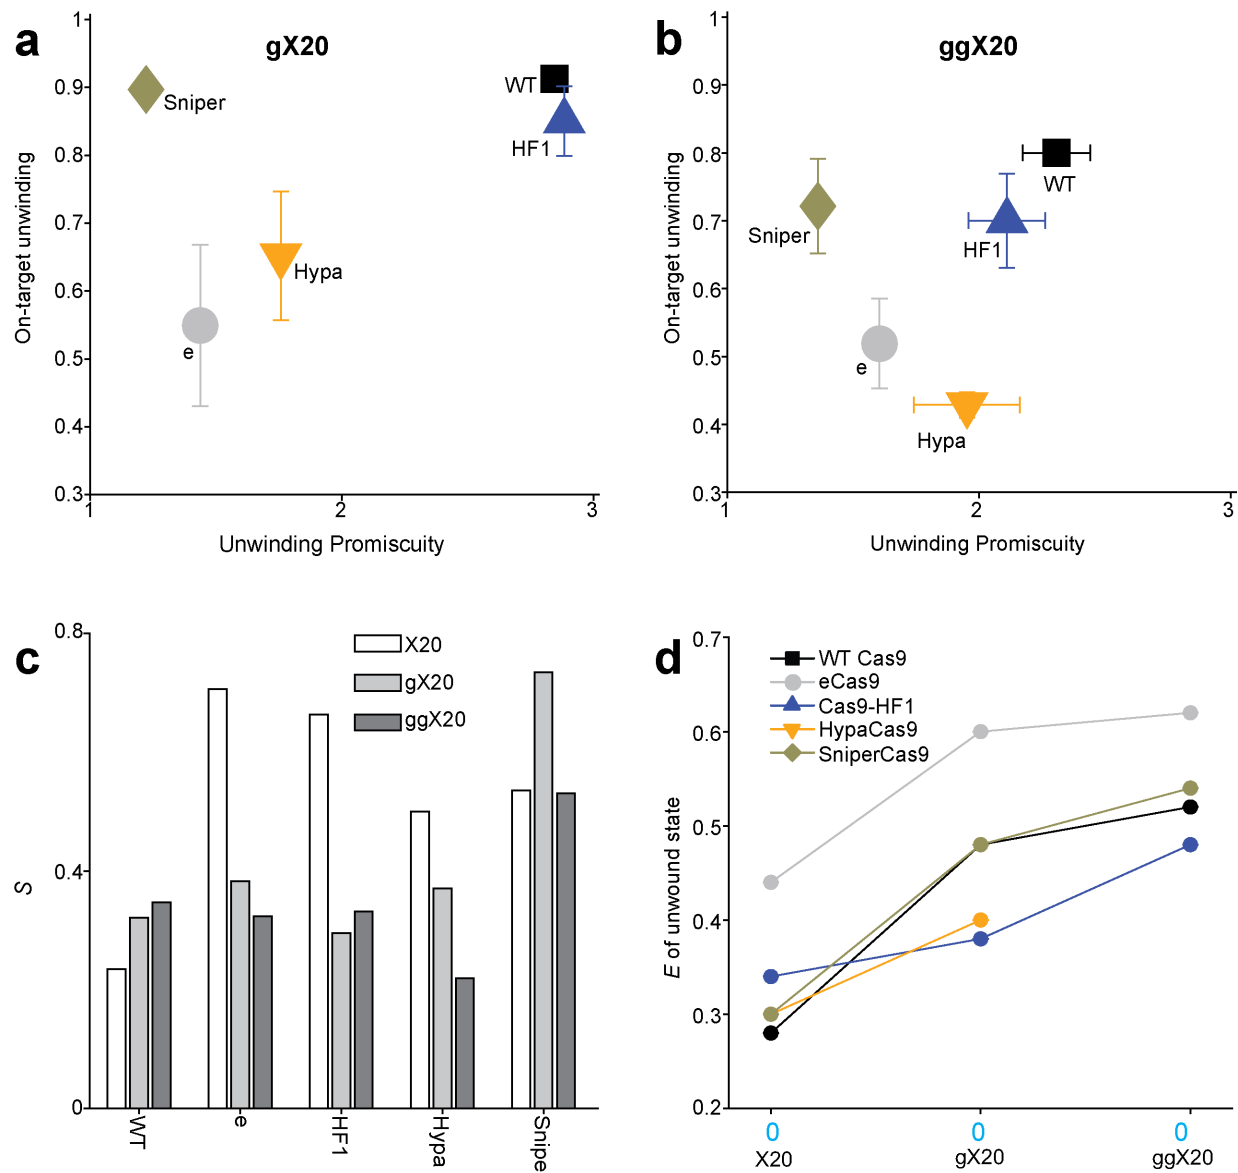 a
gX20
1
0.9
0.8
0.7
0.6
0.5
0.4
0.3
On-target unwinding
Sniper
WT
HF1
Hypa
e
1
2
3
Unwinding Promiscuity
b
ggX20
1
0.9
0.8
0.7
0.6
0.5
0.4
0.3
On-target unwinding
WT
Sniper
HF1
e
Hypa
1
2
3
Unwinding Promiscuity
c
0.8
0.4
0
S
X20
gX20
ggX20
WT
e
HF1
Hypa
Snipe
d
0.7
0.6
0.5
0.4
0.3
0.2
E of unwound state
WT Cas9
eCas9
Cas9-HF1
HypaCas9
SniperCas9
0
0
0
X20
gX20
ggX20